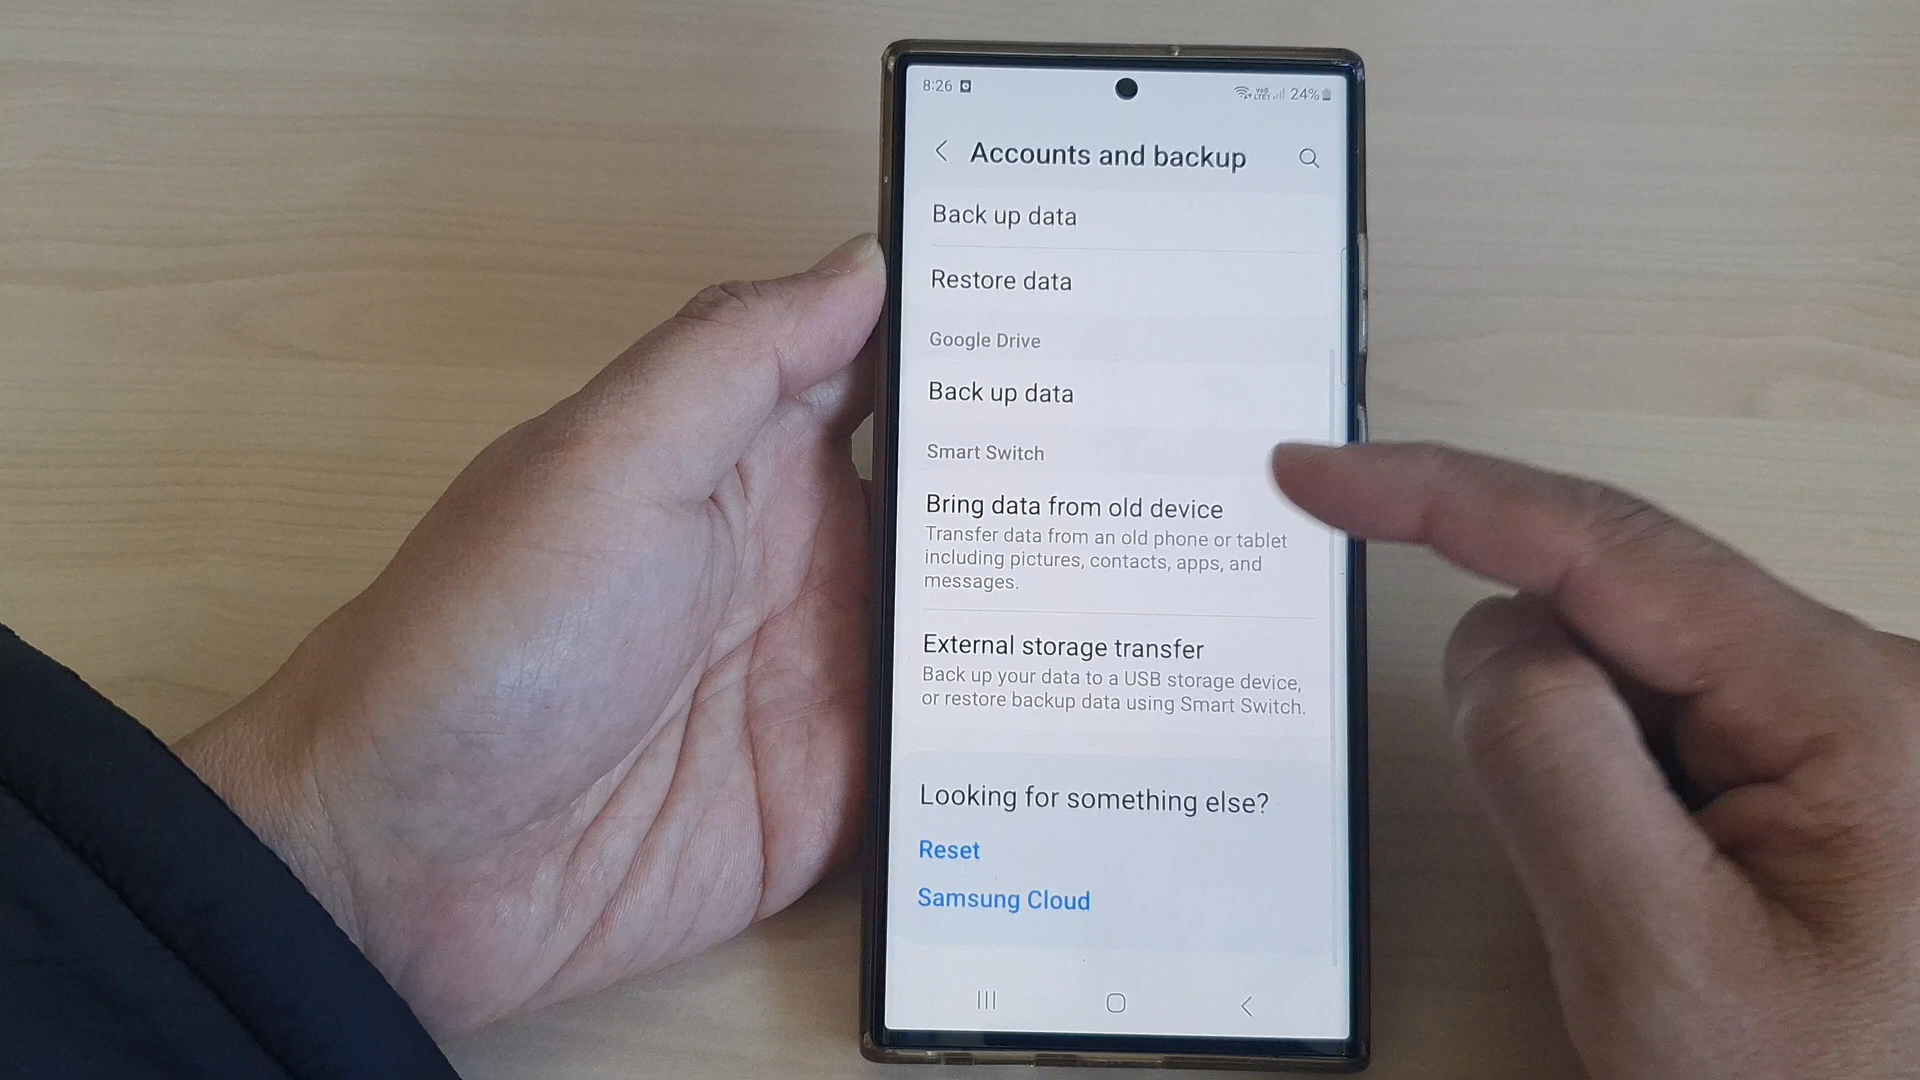 8:26
24%
Accounts and backup
Back up data
Restore data
Google Drive
Back up data
Smart Switch
Bring data from old device
Transfer data from an old phone or tablet
including pictures, contacts, apps, and
messages.
External storage transfer
Back up your data to a USB storage device,
or restore backup data using Smart Switch.
Looking for something else?
Reset
Samsung Cloud